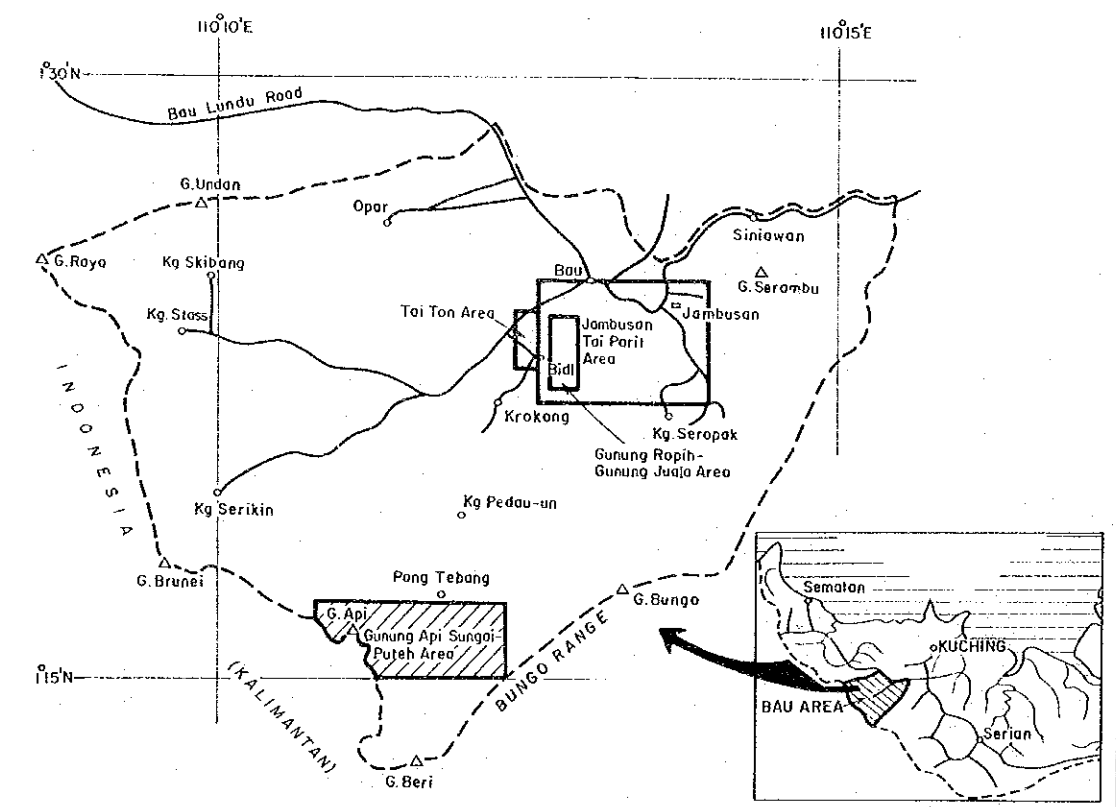 110°10'E
110°15'E
1°30'N
Bau Lundu Road
G.Undan
Opar
Siniawan
G.Raya
Kg Skibang
Bau
G.Serambu
Kg. Stass
Tai Ton Area
Jambusan
Tai Parit
Area
Jambusan
Bidi
INDONESIA
Krokong
Kg. Seropak
Gunung Ropih-
Gunung Juala Area
Kg Serikin
Kg Pedau-un
G.Brunei
Pong Tebang
G.Bungo
G.Api
Gunung Api Sungai-
Puteh Area
1°15'N
(KALIMANTAN)
BUNGO RANGE
G.Beri
Sematan
KUCHING
BAU AREA
Serian